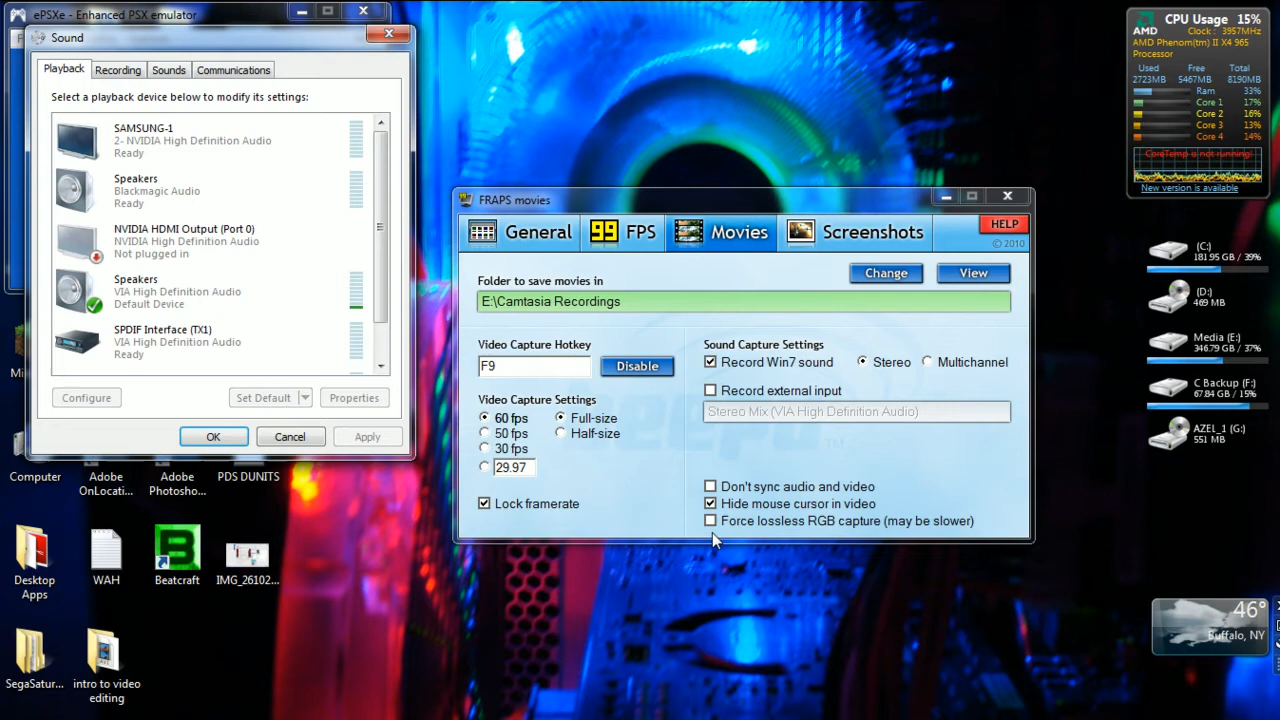 ePSXe - Enhanced PSX emulator
Sound
Playback
Recording
Sounds
Communications
Select a playback device below to modify its settings:
SAMSUNG-1
2- NVIDIA High Definition Audio
Ready
Speakers
Blackmagic Audio
Ready
NVIDIA HDMI Output (Port 0)
NVIDIA High Definition Audio
Not plugged in
Speakers
VIA High Definition Audio
Default Device
SPDIF Interface (TX1)
VIA High Definition Audio
Ready
Configure
Set Default
Properties
OK
Cancel
Apply
FRAPS movies
General
99 FPS
Movies
Screenshots
HELP
© 2010
Folder to save movies in
Change
View
E:\Camtasia Recordings
Video Capture Hotkey
F9
Disable
Video Capture Settings
60 fps
Full-size
50 fps
Half-size
30 fps
29.97
Lock framerate
Sound Capture Settings
Record Win7 sound
Stereo
Multichannel
Record external input
Stereo Mix (VIA High Definition Audio)
Don't sync audio and video
Hide mouse cursor in video
Force lossless RGB capture (may be slower)
AMD
CPU Usage 15%
Clock : 3957MHz
AMD Phenom(tm) II X4 965
Processor
Used Free Total
2723MB 5467MB 8190MB
Ram 33%
Core 1 17%
Core 2 16%
Core 3 13%
Core 4 14%
CoreTemp is not running!
New version is available
(C:)
181.95 GB / 39%
(D:)
469 MB
Media (E:)
346.79 GB / 37%
C Backup (F:)
67.84 GB / 15%
AZEL_1 (G:)
551 MB
46°
Buffalo, NY
Computer
Adobe
OnLocati...
Adobe
Photosho...
PDS DUNITS
Desktop
Apps
WAH
Beatcraft
IMG_26102...
SegaSatur...
intro to video
editing